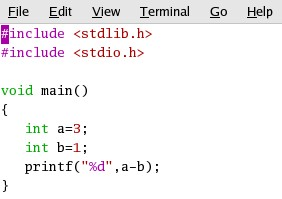 File Edit View Terminal Go Help
#include <stdlib.h>
#include <stdio.h>
void main()
{
int a=3;
int b=1;
printf("%d",a-b);
}